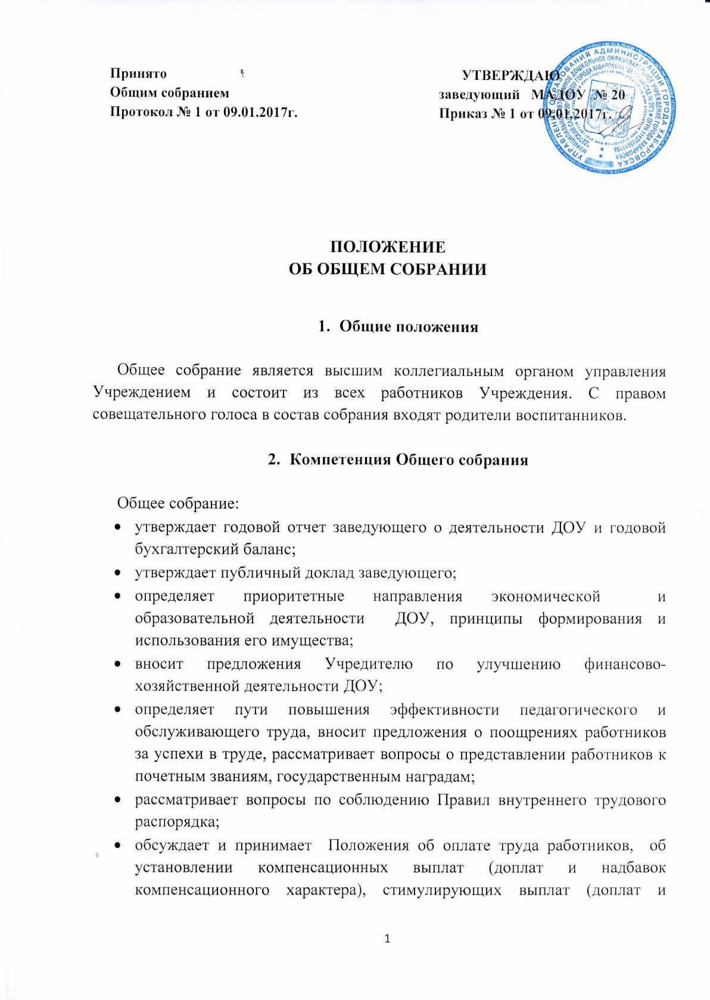 Принято
Общим собранием
Протокол № 1 от 09.01.2017г.
УТВЕРЖДАЮ
заведующий МАДОУ № 20
Приказ № 1 от 09.01.2017г.
УПРАВЛЕНИЕ ОБРАЗОВАНИЯ АДМИНИСТРАЦИИ ГОРОДА ХАБАРОВСКА
ПОЛОЖЕНИЕ
ОБ ОБЩЕМ СОБРАНИИ
1. Общие положения
Общее собрание является высшим коллегиальным органом управления
Учреждением и состоит из всех работников Учреждения. С правом
совещательного голоса в состав собрания входят родители воспитанников.
2. Компетенция Общего собрания
Общее собрание:
• утверждает годовой отчет заведующего о деятельности ДОУ и годовой
бухгалтерский баланс;
• утверждает публичный доклад заведующего;
• определяет приоритетные направления экономической и
образовательной деятельности ДОУ, принципы формирования и
использования его имущества;
• вносит предложения Учредителю по улучшению финансово-
хозяйственной деятельности ДОУ;
• определяет пути повышения эффективности педагогического и
обслуживающего труда, вносит предложения о поощрениях работников
за успехи в труде, рассматривает вопросы о представлении работников к
почетным званиям, государственным наградам;
• рассматривает вопросы по соблюдению Правил внутреннего трудового
распорядка;
• обсуждает и принимает Положения об оплате труда работников, об
установлении компенсационных выплат (доплат и надбавок
компенсационного характера), стимулирующих выплат (доплат и
1